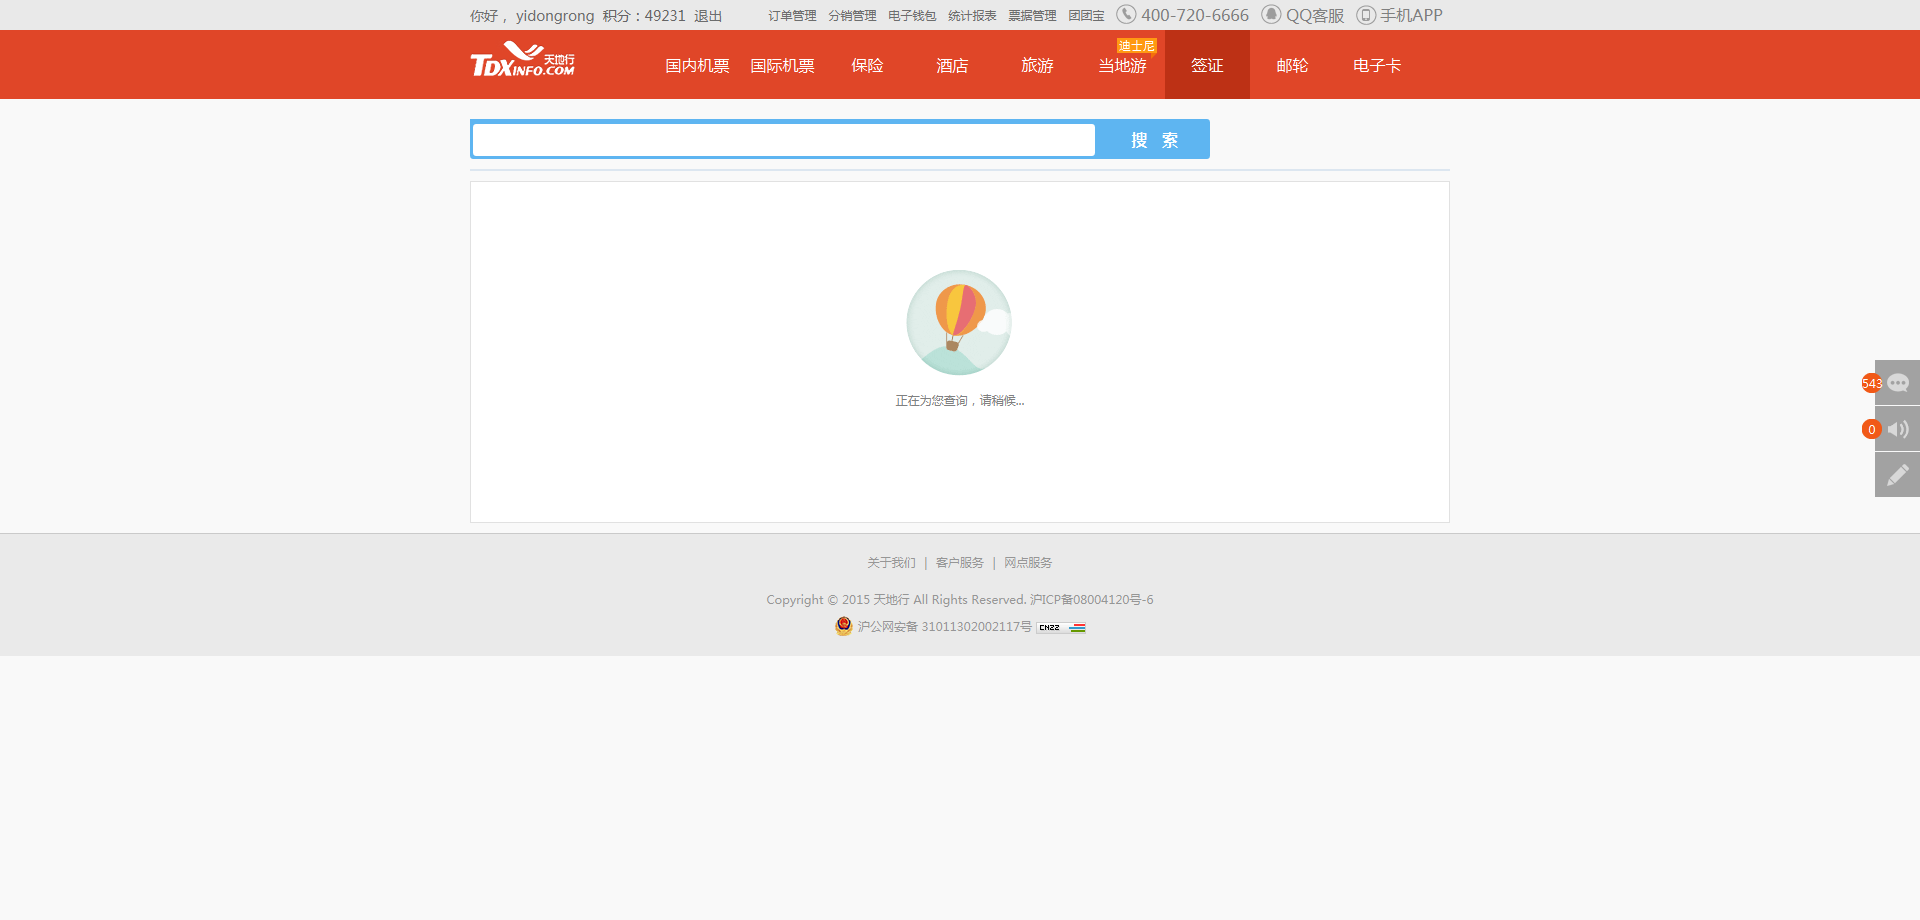 你好， yidongrong 积分：49231 退出 订单管理 分销管理 电子钱包 统计报表 票据管理 团团宝 400-720-6666 QQ客服 手机APP
迪士尼
天地行
TDXINFO.COM
国内机票 国际机票 保险 酒店 旅游 当地游 签证 邮轮 电子卡
搜 索
正在为您查询，请稍候...
543
0
关于我们 | 客户服务 | 网点服务
Copyright © 2015 天地行 All Rights Reserved. 沪ICP备08004120号-6
沪公网安备 31011302002117号 CNZZ